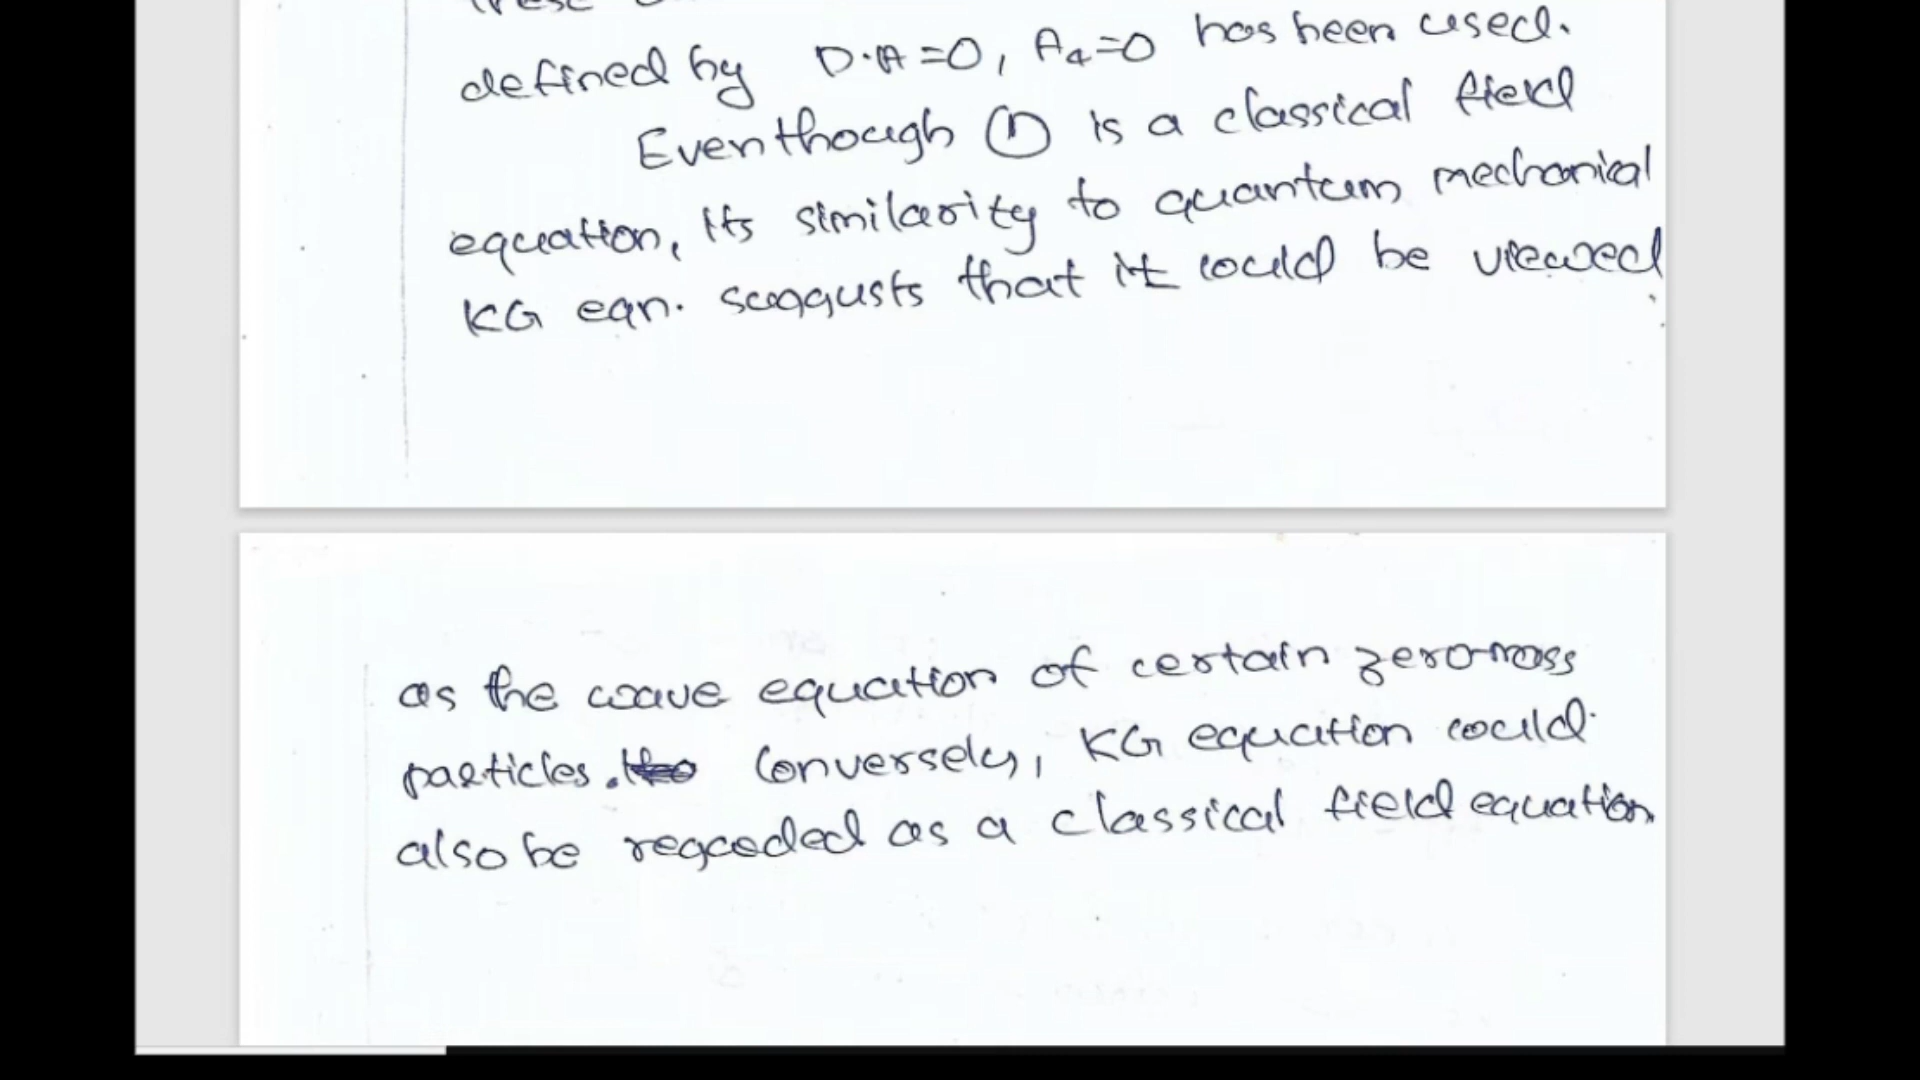 defined by D.A=0, A4=0 has been used.
Eventhough ① is a classical field
equation, its similarity to quantum mechanical
KG eqn. suggusts that it could be viewed
as the wave equation of certain zero-mass
particles. Conversely, KG equation could
also be regarded as a classical field equation.